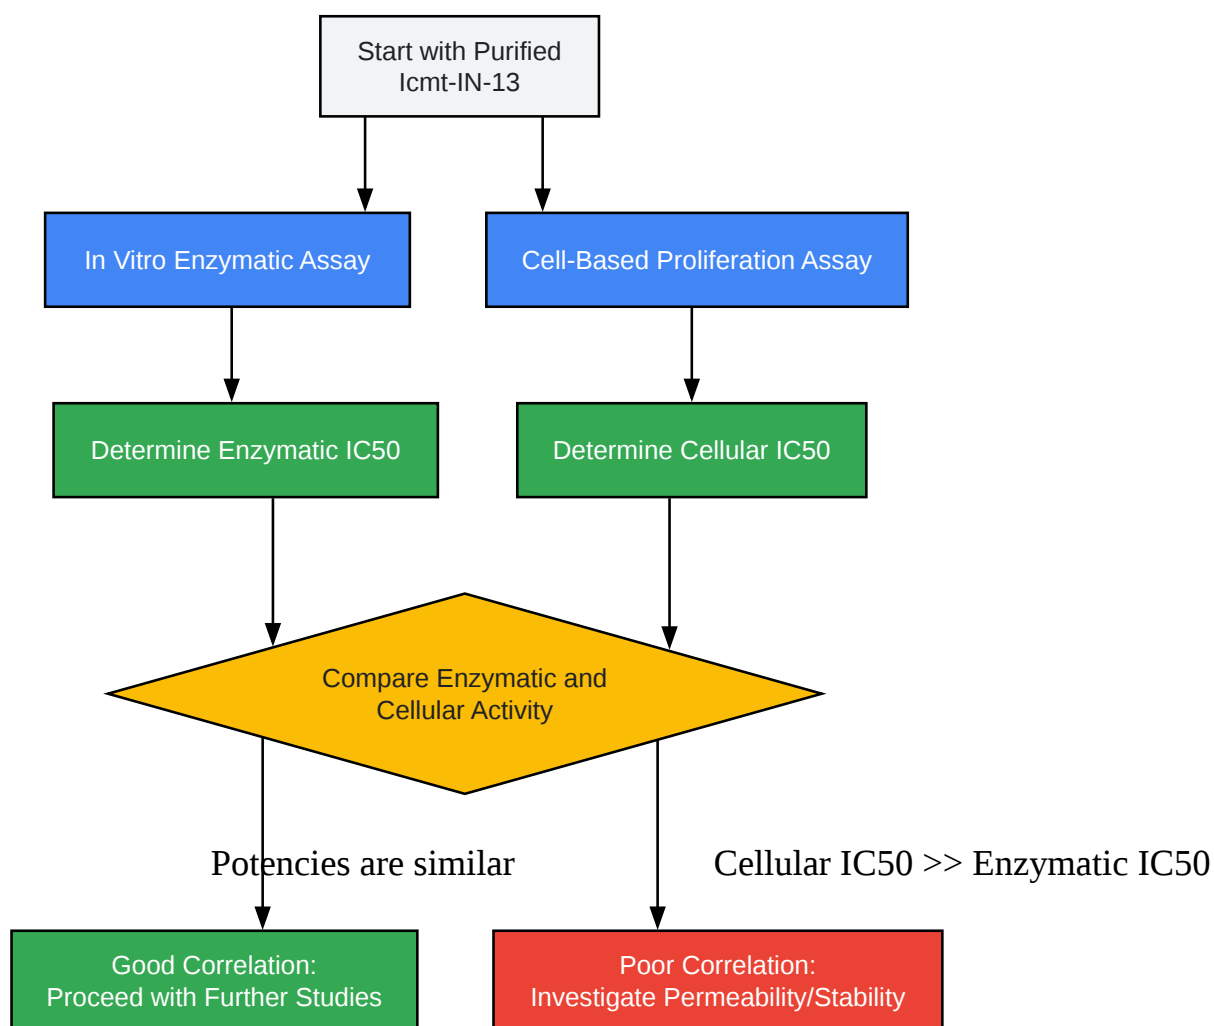 Start with Purified
Icmt-IN-13
In Vitro Enzymatic Assay
Cell-Based Proliferation Assay
Determine Enzymatic IC50
Determine Cellular IC50
Compare Enzymatic and
Cellular Activity
Potencies are similar
Cellular IC50 >> Enzymatic IC50
Good Correlation:
Proceed with Further Studies
Poor Correlation:
Investigate Permeability/Stability